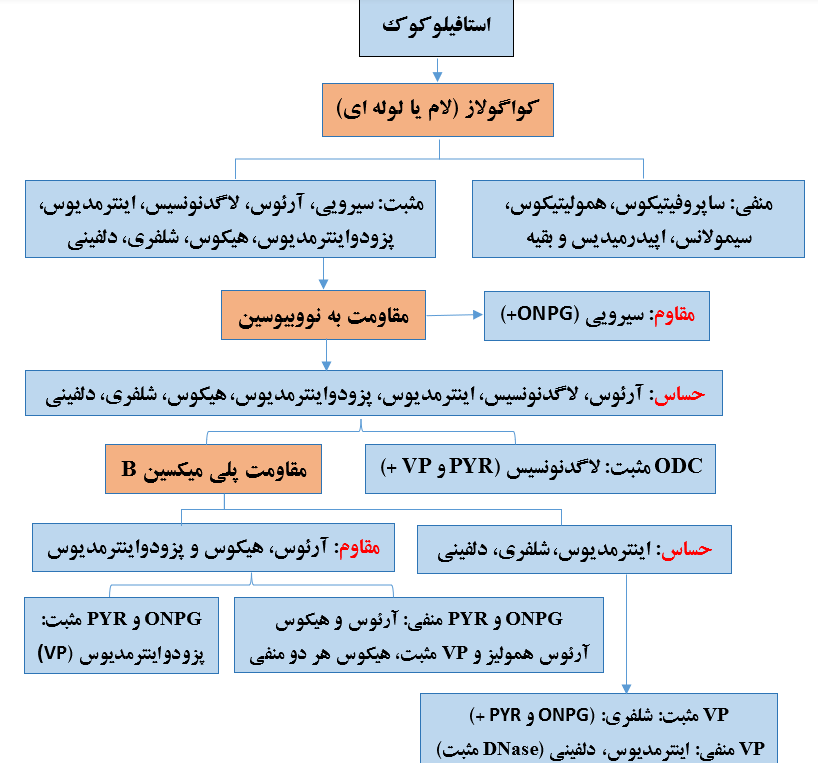 استافیلوکوک
کواگولاز (لام یا لوله ای)
مثبت: سیرویی، آرئوس، لاگدنونسیس، اینترمدیوس،
پزودواینترمدیوس، هیکوس، شلفری، دلفینی
منفی: ساپروفیتیکوس، همولیتیکوس،
سیمولانس، اپیدرمیدیس و بقیه
مقاومت به نووبیوسین
مقاوم: سیرویی (ONPG+)
حساس: آرئوس، لاگدنونسیس، اینترمدیوس، پزودواینترمدیوس، هیکوس، شلفری، دلفینی
مقاومت پلی میکسین B
ODC مثبت: لاگدنونسیس (PYR و VP +)
مقاوم: آرئوس، هیکوس و پزودواینترمدیوس
حساس: اینترمدیوس، شلفری، دلفینی
ONPG و PYR مثبت:
پزودواینترمدیوس (VP)
ONPG و PYR منفی: آرئوس و هیکوس
آرئوس همولیز و VP مثبت، هیکوس هر دو منفی
VP مثبت: شلفری: (ONPG و PYR +)
VP منفی: اینترمدیوس، دلفینی (DNase مثبت)